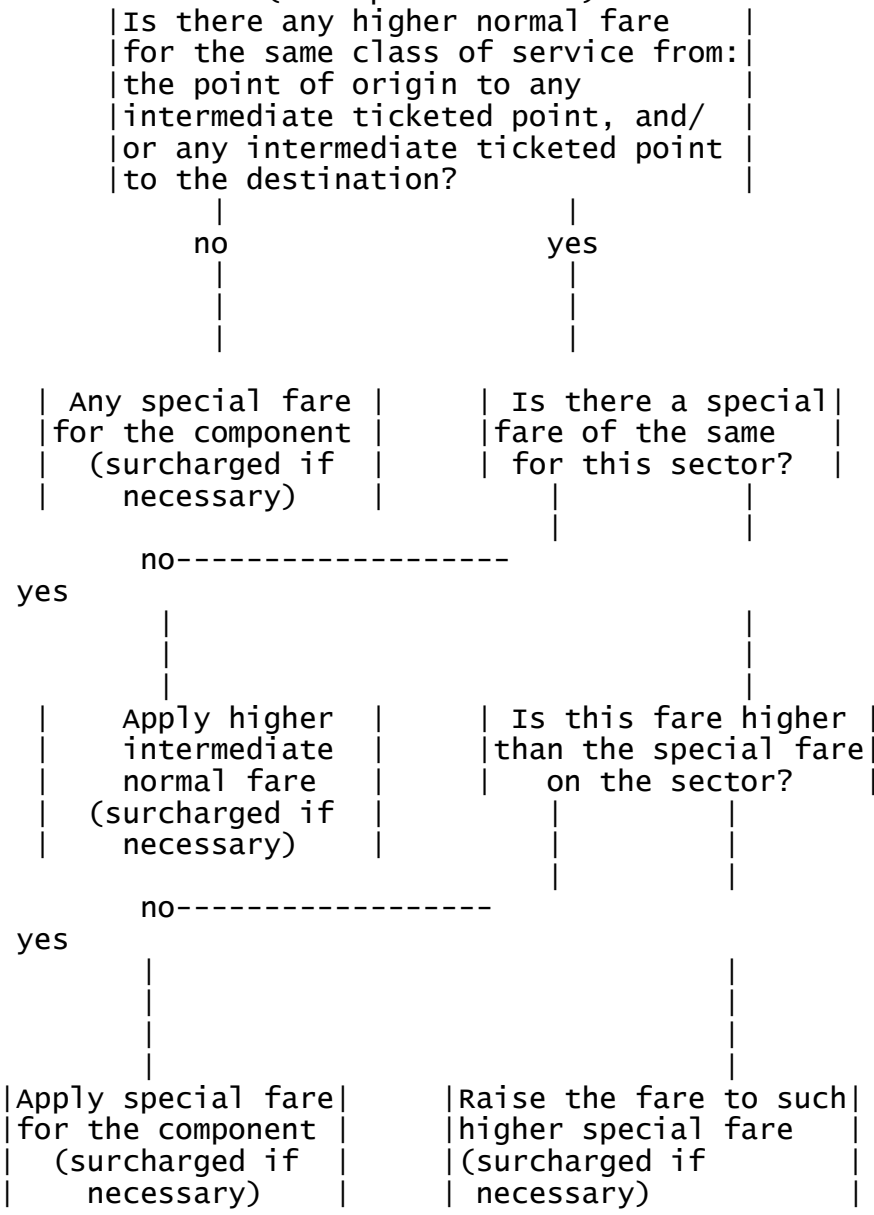 |Is there any higher normal fare |
|for the same class of service from:|
|the point of origin to any |
|intermediate ticketed point, and/ |
|or any intermediate ticketed point |
|to the destination? |
| |
no yes
| |
| |
| |
| Any special fare | | Is there a special|
|for the component | |fare of the same |
| (surcharged if | | for this sector? |
| necessary) | | |
| |
no-------------------
yes
| |
| |
| |
| Apply higher | | Is this fare higher |
| intermediate | |than the special fare|
| normal fare | | on the sector? |
| (surcharged if | | |
| necessary) | | |
| |
no------------------
yes
| |
| |
| |
| |
|Apply special fare| |Raise the fare to such|
|for the component | |higher special fare |
| (surcharged if | |(surcharged if |
| necessary) | | necessary) |